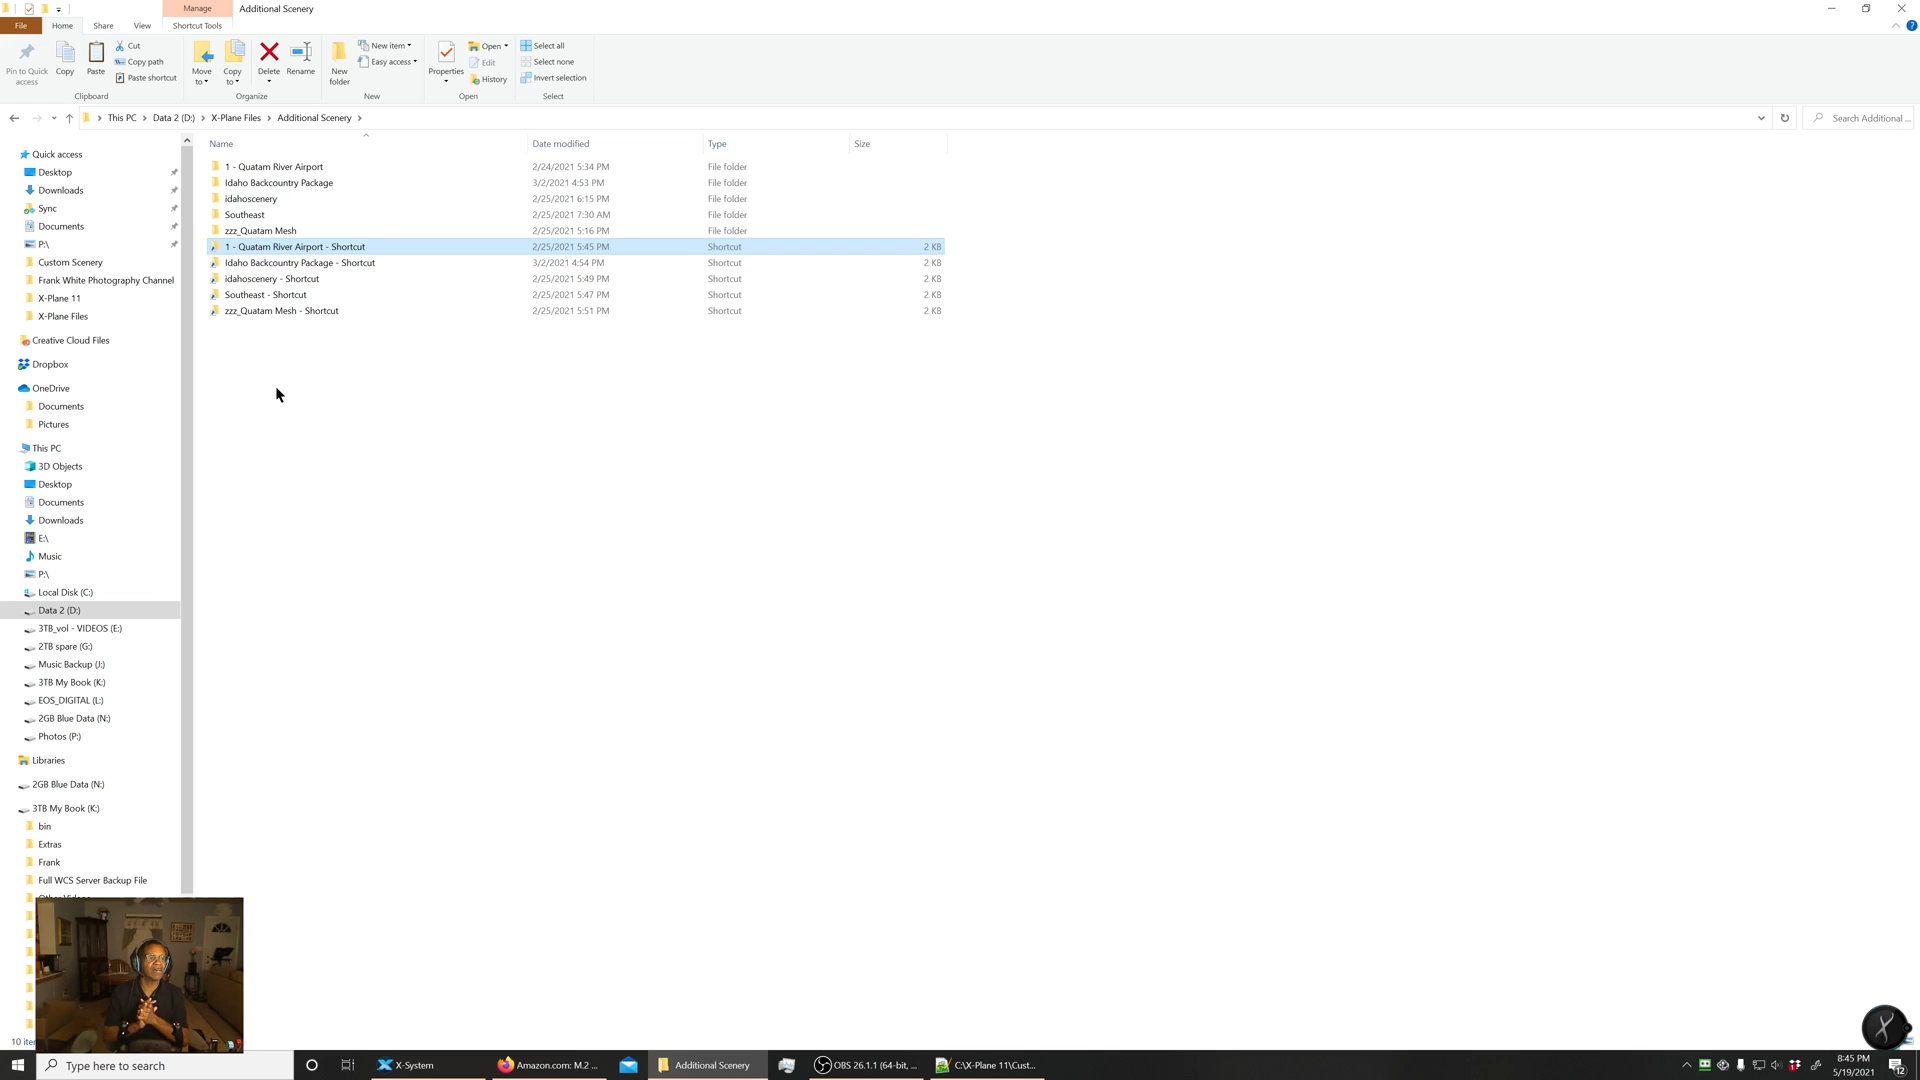 Manage
Additional Scenery
File
Home
Share
View
Shortcut Tools
Pin to Quick access
Copy
Paste
Cut
Copy path
Paste shortcut
Clipboard
Move to
Copy to
Delete
Rename
Organize
New folder
New item
Easy access
New
Properties
Open
Edit
History
Open
Select all
Select none
Invert selection
Select
This PC > Data 2 (D:) > X-Plane Files > Additional Scenery >
Search Additional ...
Name Date modified Type Size
1 - Quatam River Airport 2/24/2021 5:34 PM File folder
Idaho Backcountry Package 3/2/2021 4:53 PM File folder
idahoscenery 2/25/2021 6:15 PM File folder
Southeast 2/25/2021 7:30 AM File folder
zzz_Quatam Mesh 2/25/2021 5:16 PM File folder
1 - Quatam River Airport - Shortcut 2/25/2021 5:45 PM Shortcut 2 KB
Idaho Backcountry Package - Shortcut 3/2/2021 4:54 PM Shortcut 2 KB
idahoscenery - Shortcut 2/25/2021 5:49 PM Shortcut 2 KB
Southeast - Shortcut 2/25/2021 5:47 PM Shortcut 2 KB
zzz_Quatam Mesh - Shortcut 2/25/2021 5:51 PM Shortcut 2 KB
Quick access
Desktop
Downloads
Sync
Documents
P:\
Custom Scenery
Frank White Photography Channel
X-Plane 11
X-Plane Files
Creative Cloud Files
Dropbox
OneDrive
Documents
Pictures
This PC
3D Objects
Desktop
Documents
Downloads
E:\
Music
P:\
Local Disk (C:)
Data 2 (D:)
3TB_vol - VIDEOS (E:)
2TB spare (G:)
Music Backup (J:)
3TB My Book (K:)
EOS_DIGITAL (L:)
2GB Blue Data (N:)
Photos (P:)
Libraries
2GB Blue Data (N:)
3TB My Book (K:)
bin
Extras
Frank
Full WCS Server Backup File
10
Type here to search
X-System
Amazon.com: M.2 ...
Additional Scenery
OBS 26.1.1 (64-bit, ...
C:\X-Plane 11\Cust...
8:45 PM
5/19/2021
12